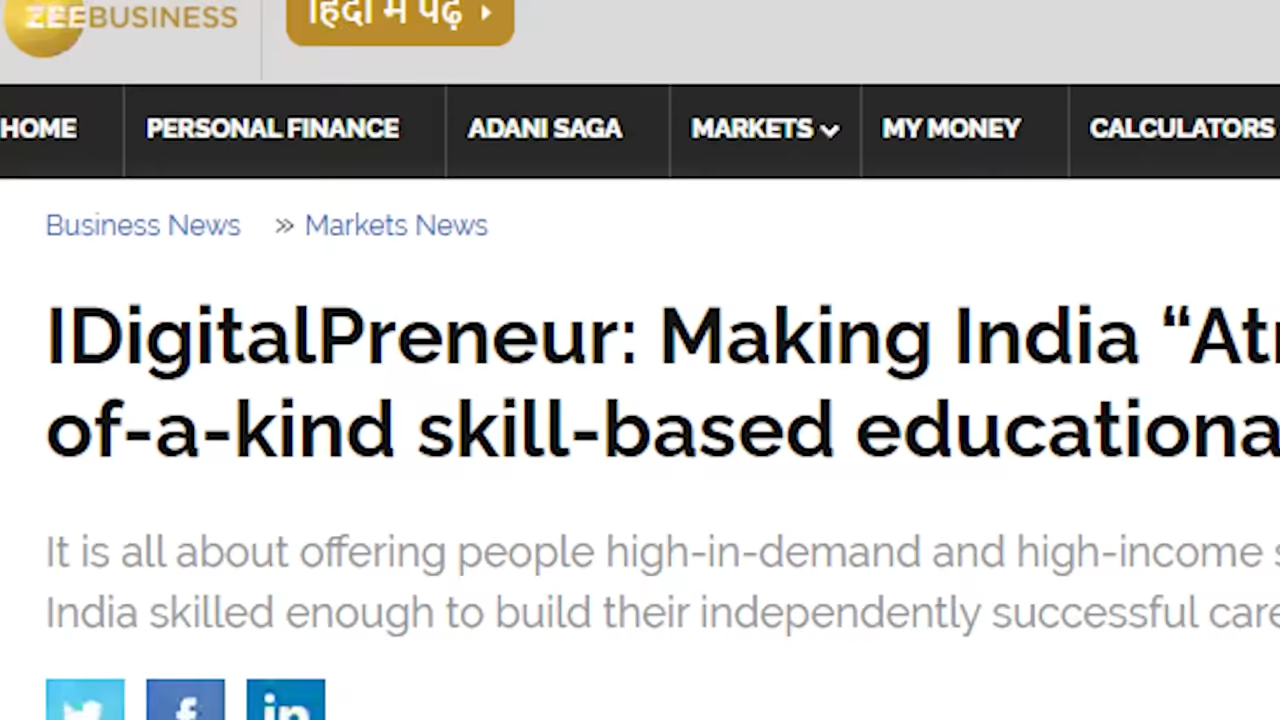 ZEEBUSINESS
हिंदी में पढ़ें
HOME PERSONAL FINANCE ADANI SAGA MARKETS MY MONEY CALCULATORS
Business News » Markets News
IDigitalPreneur: Making India “At
of-a-kind skill-based educationa
It is all about offering people high-in-demand and high-income s
India skilled enough to build their independently successful care